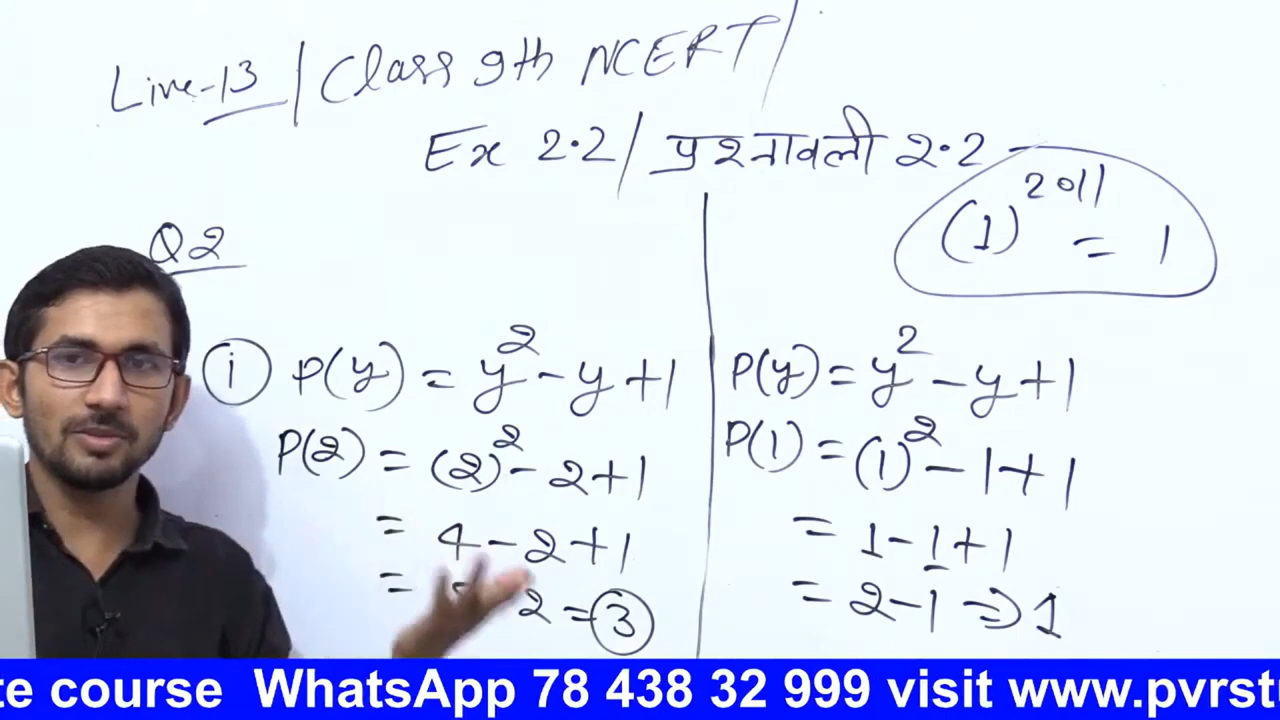 Live-13 / Class 9th NCERT /
Ex 2.2 / प्रश्नावली 2.2
(1)^2011 = 1
Q2
(i) P(y) = y² - y + 1
P(2) = (2)² - 2 + 1
= 4 - 2 + 1
= 2 = 3
P(y) = y² - y + 1
P(1) = (1)² - 1 + 1
= 1 - 1 + 1
= 2 - 1 => 1
te course WhatsApp 78 438 32 999 visit www.pvrst